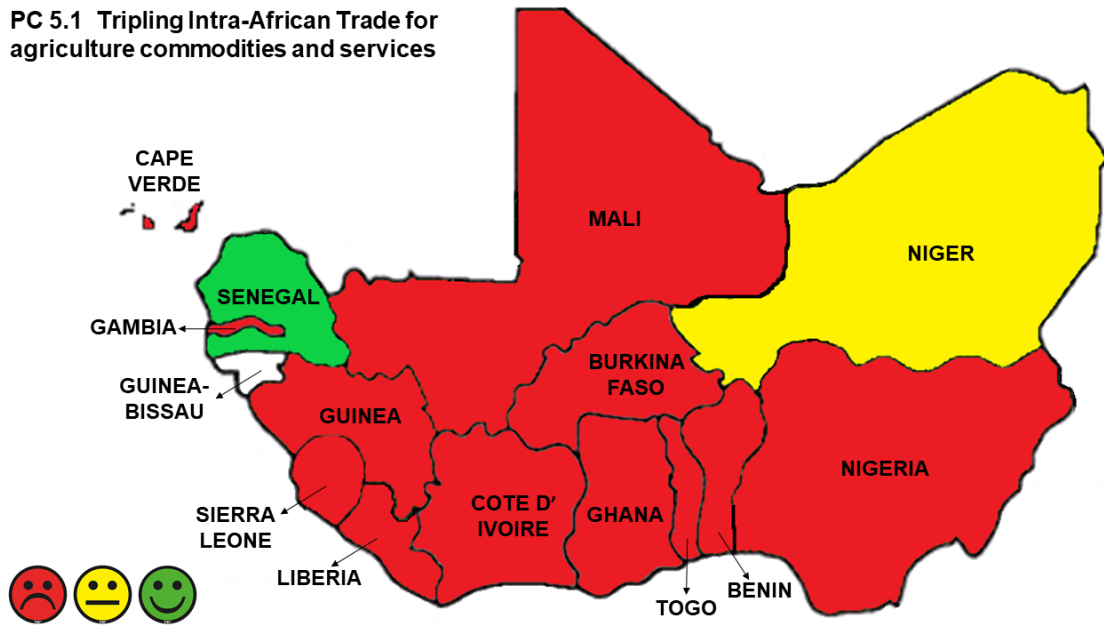 PC 5.1 Tripling Intra-African Trade for
agriculture commodities and services
CAPE
VERDE
MALI
NIGER
SENEGAL
GAMBIA
BURKINA
FASO
GUINEA-
BISSAU
GUINEA
NIGERIA
COTE D'
IVOIRE
GHANA
SIERRA
LEONE
LIBERIA
BENIN
TOGO